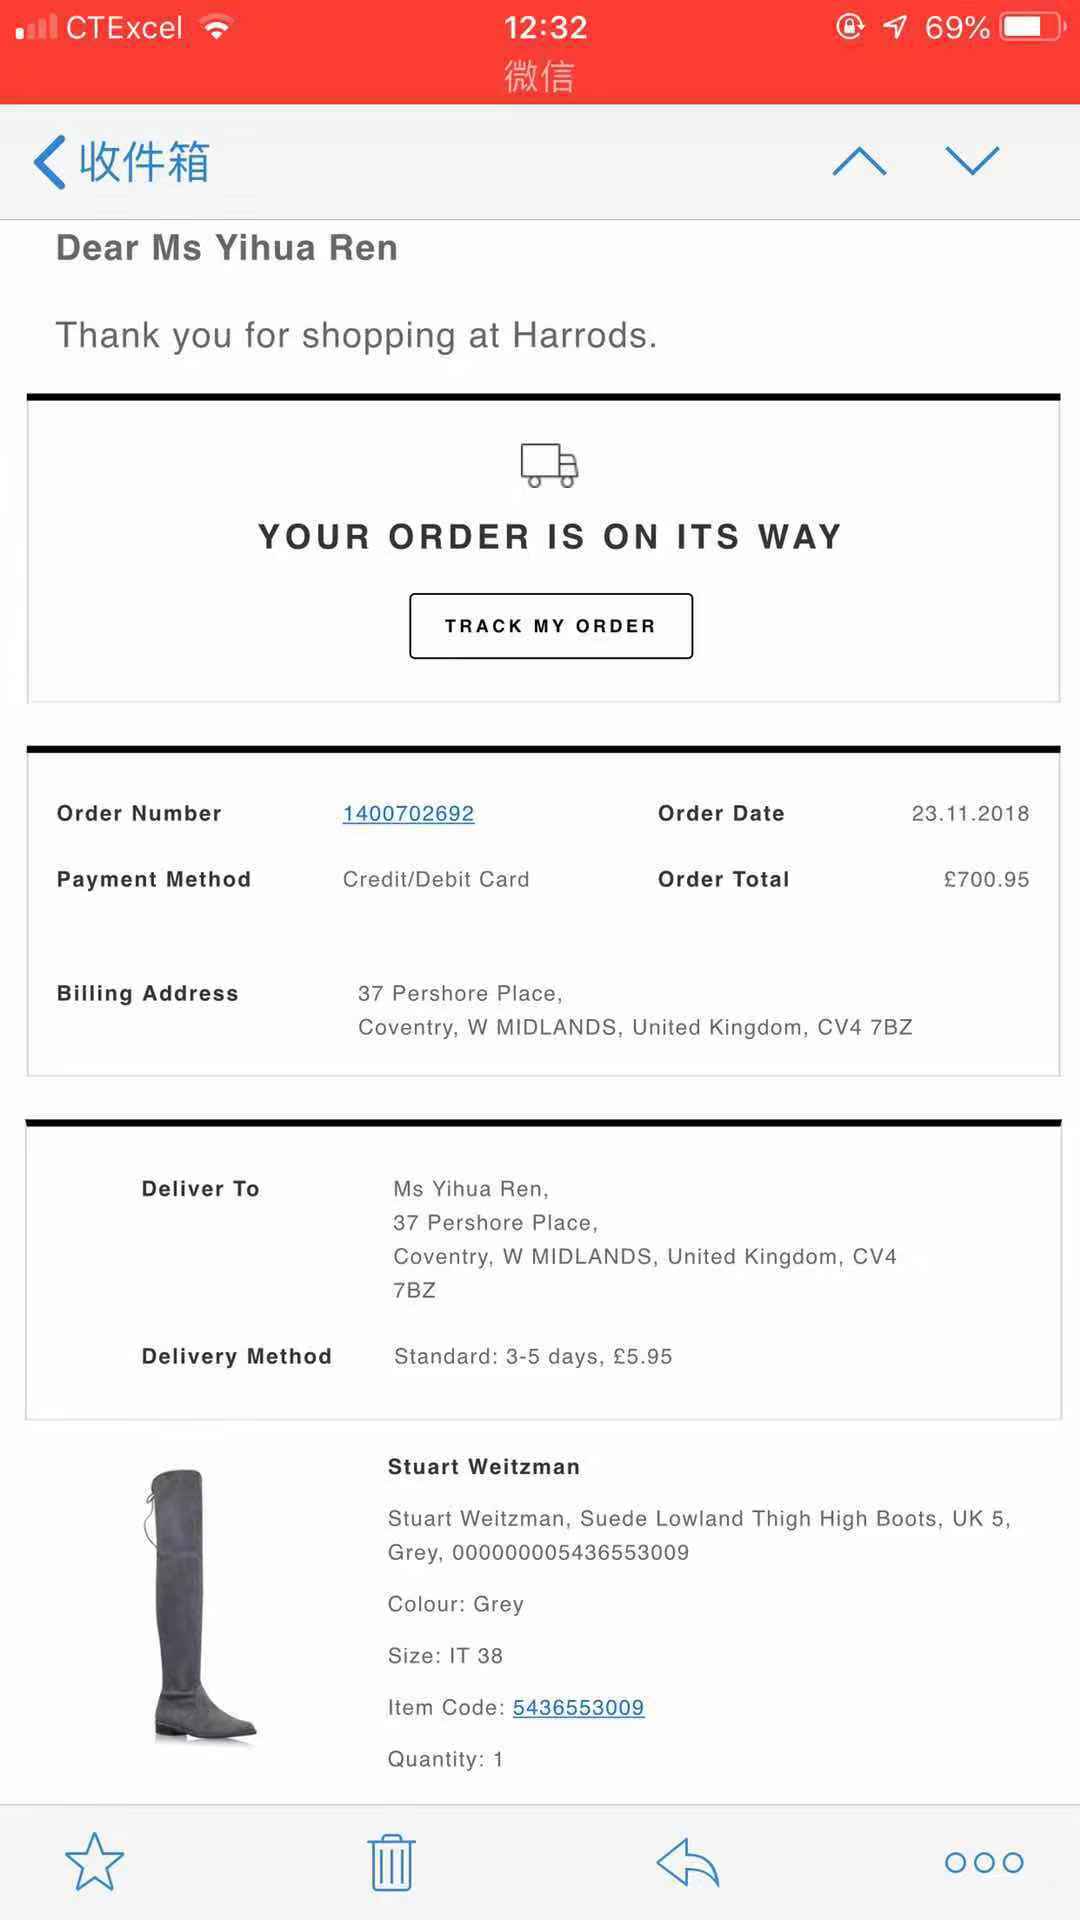 CTExcel 12:32 69%
微信
收件箱
Dear Ms Yihua Ren
Thank you for shopping at Harrods.
YOUR ORDER IS ON ITS WAY
TRACK MY ORDER
Order Number 1400702692 Order Date 23.11.2018
Payment Method Credit/Debit Card Order Total £700.95
Billing Address 37 Pershore Place,
Coventry, W MIDLANDS, United Kingdom, CV4 7BZ
Deliver To Ms Yihua Ren,
37 Pershore Place,
Coventry, W MIDLANDS, United Kingdom, CV4
7BZ
Delivery Method Standard: 3-5 days, £5.95
Stuart Weitzman
Stuart Weitzman, Suede Lowland Thigh High Boots, UK 5,
Grey, 000000005436553009
Colour: Grey
Size: IT 38
Item Code: 5436553009
Quantity: 1